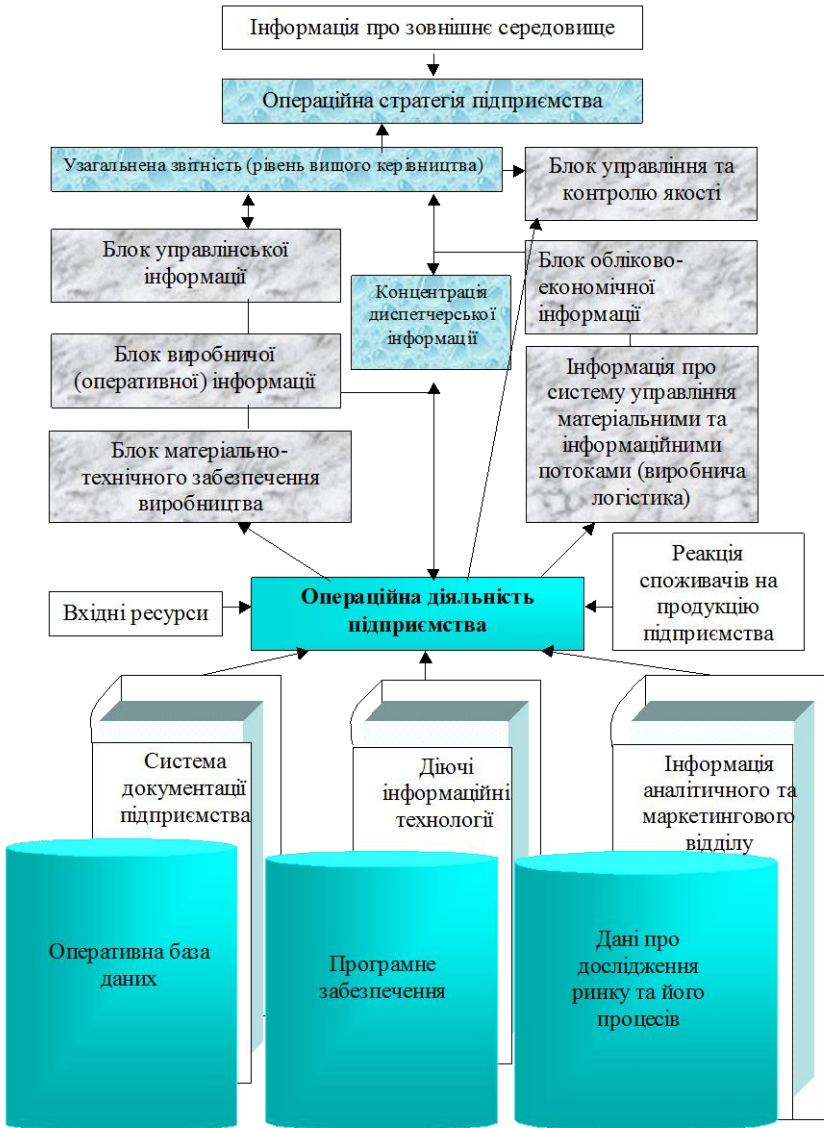 Інформація про зовнішнє середовище
Операційна стратегія підприємства
Узагальнена звітність (рівень вищого керівництва)
Блок управління та
контролю якості
Блок управлінської
інформації
Концентрація
диспетчерської
інформації
Блок обліково-
економічної
інформації
Блок виробничої
(оперативної) інформації
Інформація про
систему управління
матеріальними та
інформаційними
потоками (виробнича
логістика)
Блок матеріально-
технічного забезпечення
виробництва
Вхідні ресурси
Операційна діяльність
підприємства
Реакція
споживачів на
продукцію
підприємства
Система
документації
підприємства
Діючі
інформаційні
технології
Інформація
аналітичного та
маркетингового
відділу
Оперативна база
даних
Програмне
забезпечення
Дані про
дослідження
ринку та його
процесів